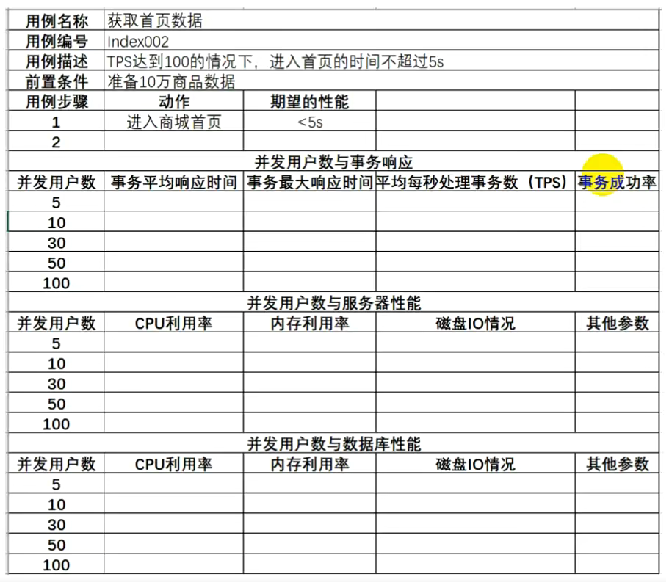 用例名称 获取首页数据
用例编号 Index002
用例描述 TPS达到100的情况下，进入首页的时间不超过5s
前置条件 准备10万商品数据
用例步骤 动作 期望的性能
1 进入商城首页 <5s
2
并发用户数与事务响应
并发用户数 事务平均响应时间 事务最大响应时间 平均每秒处理事务数（TPS） 事务成功率
5
10
30
50
100
并发用户数与服务器性能
并发用户数 CPU利用率 内存利用率 磁盘IO情况 其他参数
5
10
30
50
100
并发用户数与数据库性能
并发用户数 CPU利用率 内存利用率 磁盘IO情况 其他参数
5
10
30
50
100